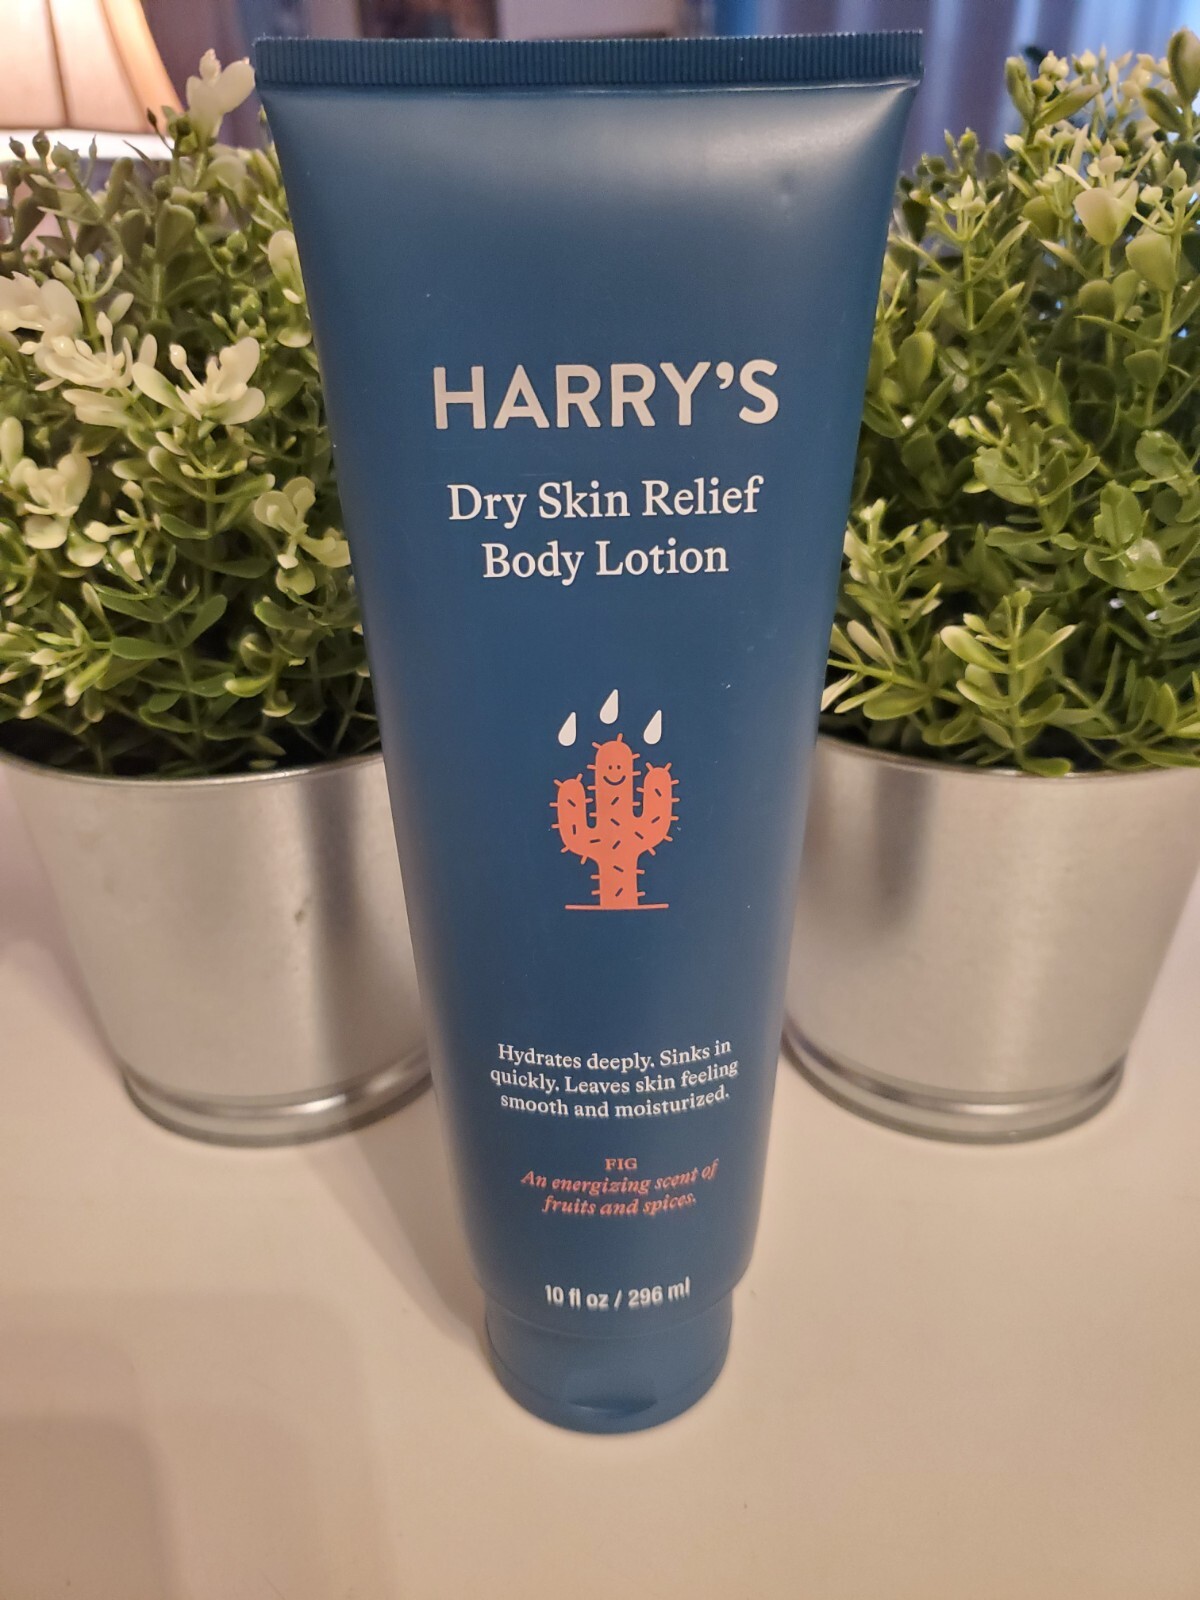 HARRY'S
Dry Skin Relief
Body Lotion
Hydrates deeply. Sinks in
quickly. Leaves skin feeling
smooth and moisturized.
FIG
An energizing scent of
fruits and spices.
10 fl oz / 296 ml